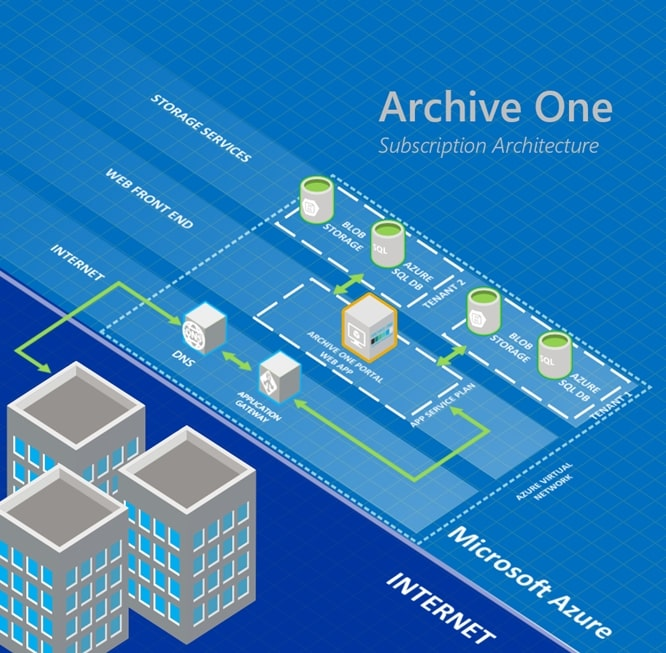 Archive One
Subscription Architecture
STORAGE SERVICES
WEB FRONT END
INTERNET
BLOB
STORAGE
SQL
AZURE
SQL DB
TENANT 2
BLOB
STORAGE
SQL
AZURE
SQL DB
TENANT
ARCHIVE ONE PORTAL
WEB APP
APP SERVICE PLAN
DNS
APPLICATION
GATEWAY
AZURE VIRTUAL
NETWORK
Microsoft Azure
INTERNET